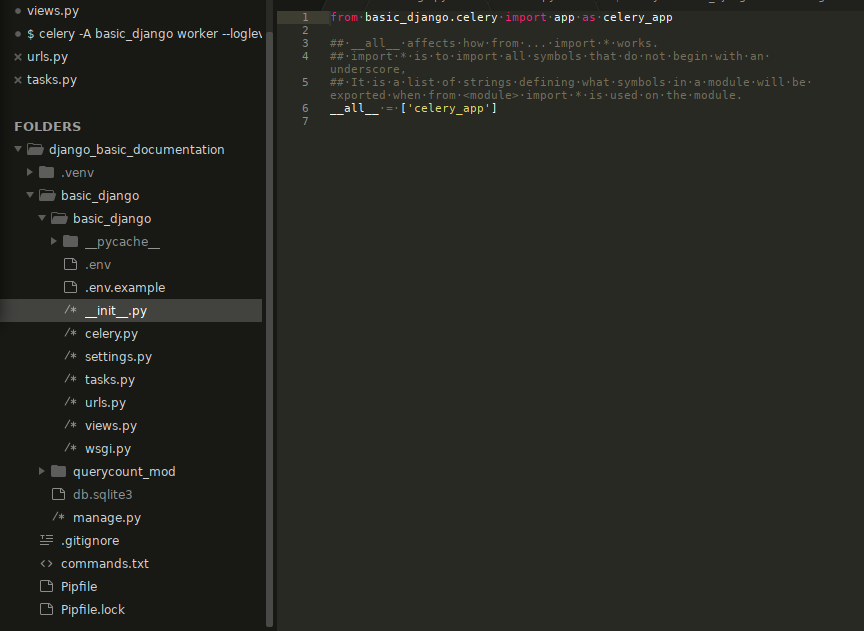 views.py
$ celery -A basic_django worker --loglev
urls.py
tasks.py
FOLDERS
django_basic_documentation
.venv
basic_django
basic_django
__pycache__
.env
.env.example
__init__.py
celery.py
settings.py
tasks.py
urls.py
views.py
wsgi.py
querycount_mod
db.sqlite3
manage.py
.gitignore
commands.txt
Pipfile
Pipfile.lock
1 from basic_django.celery import app as celery_app
2
3 ## __all__ affects how from ... import * works.
4 ## import * is to import all symbols that do not begin with an
underscore,
5 ## It is a list of strings defining what symbols in a module will be
exported when from <module> import * is used on the module.
6 __all__ = ['celery_app']
7